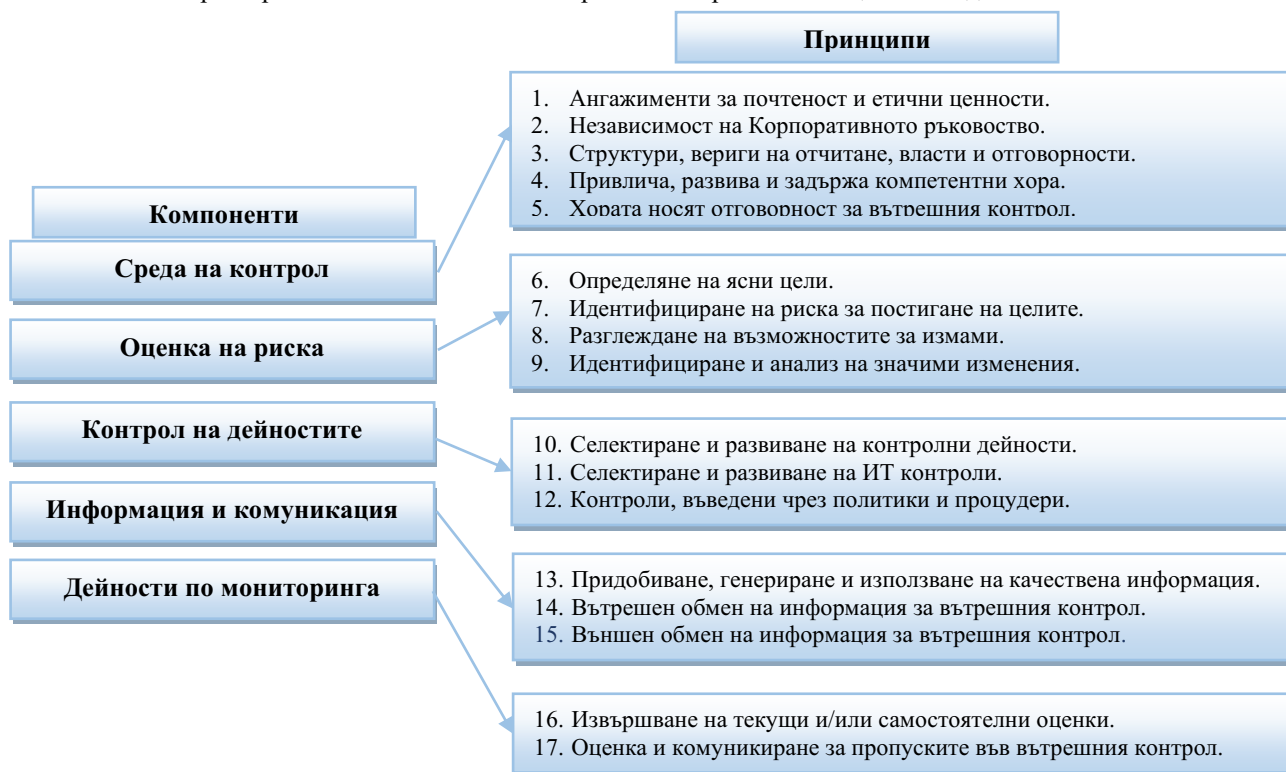 Принципи
1. Ангажименти за почтеност и етични ценности.
2. Независимост на Корпоративното ръковоство.
3. Структури, вериги на отчитане, власти и отговорности.
4. Привлича, развива и задържа компетентни хора.
5. Хората носят отговорност за вътрешния контрол.
Компоненти
Среда на контрол
6. Определяне на ясни цели.
7. Идентифициране на риска за постигане на целите.
8. Разглеждане на възможностите за измами.
9. Идентифициране и анализ на значими изменения.
Оценка на риска
Контрол на дейностите
10. Селектиране и развиване на контролни дейности.
11. Селектиране и развиване на ИТ контроли.
12. Контроли, въведени чрез политики и процудери.
Информация и комуникация
13. Придобиване, генериране и използване на качествена информация.
14. Вътрешен обмен на информация за вътрешния контрол.
15. Външен обмен на информация за вътрешния контрол.
Дейности по мониторинга
16. Извършване на текущи и/или самостоятелни оценки.
17. Оценка и комуникиране за пропуските във вътрешния контрол.